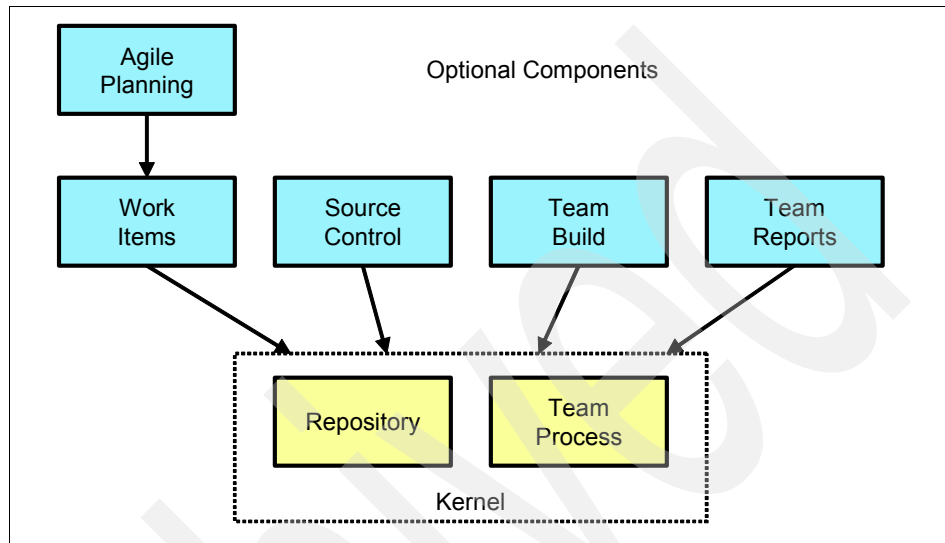 Agile
Planning
Optional Components
Work
Items
Source
Control
Team
Build
Team
Reports
Repository
Team
Process
Kernel